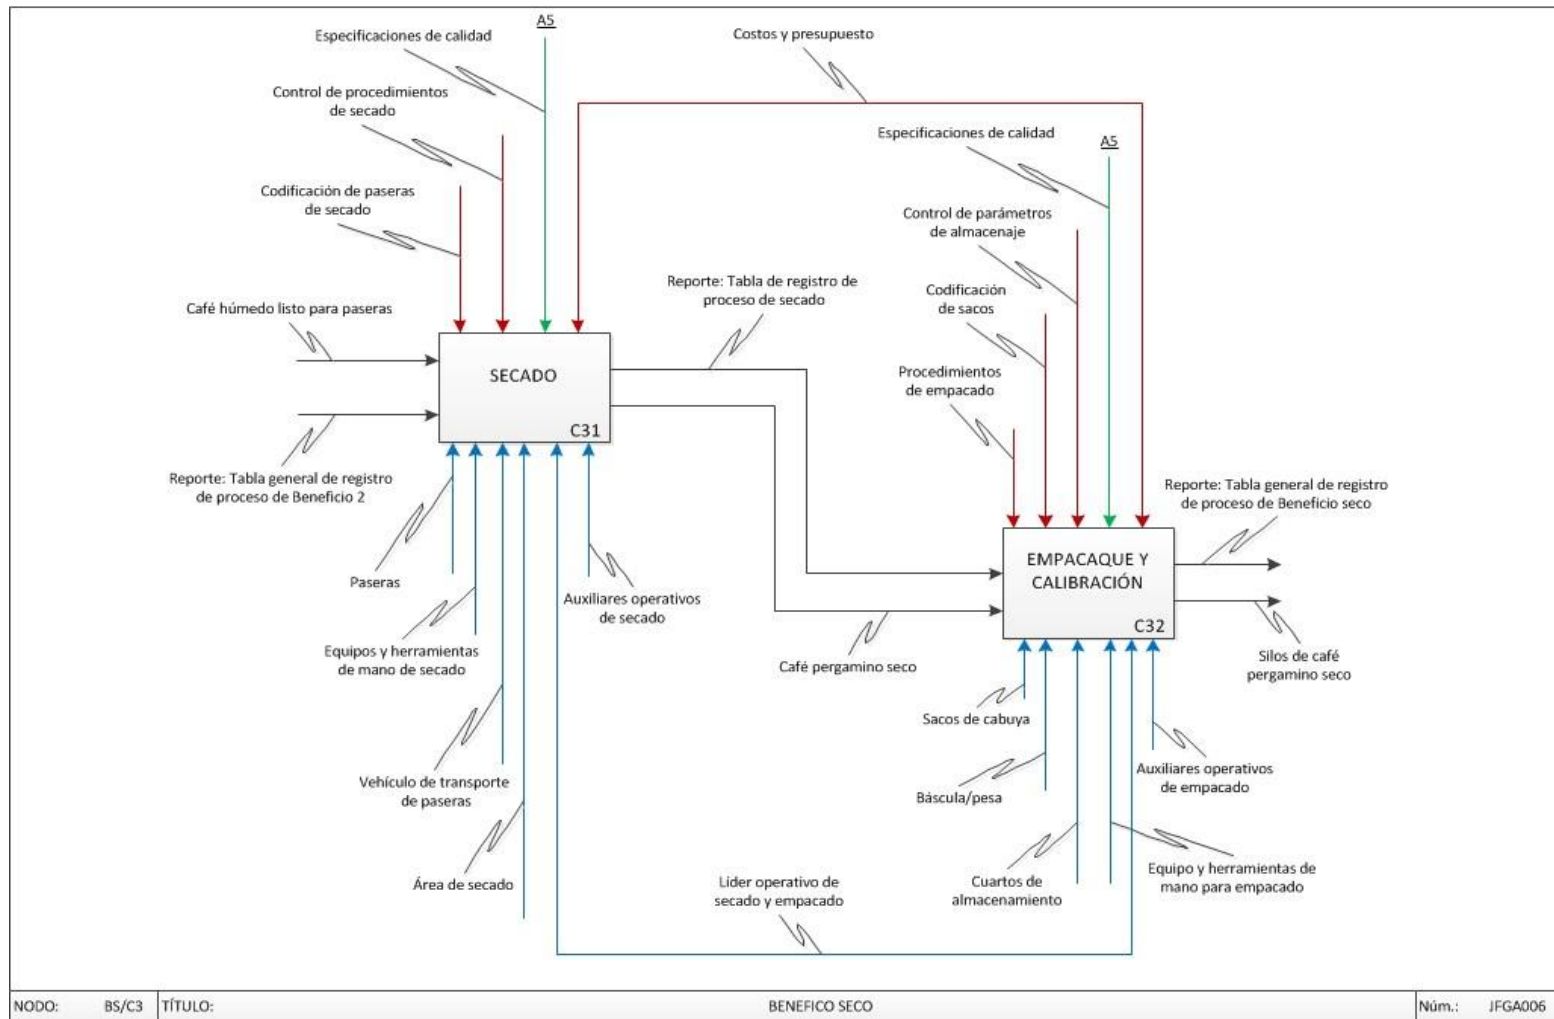 A5
Especificaciones de calidad
Costos y presupuesto
Control de procedimientos
de secado
Especificaciones de calidad
A5
Codificación de paseras
de secado
Control de parámetros
de almacenaje
Reporte: Tabla de registro de
proceso de secado
Codificación
de sacos
Café húmedo listo para paseras
Procedimientos
de empacado
SECADO
C31
Reporte: Tabla general de registro
de proceso de Beneficio 2
Reporte: Tabla general de registro
de proceso de Beneficio seco
EMPACAQUE Y
CALIBRACIÓN
C32
Paseras
Auxiliares operativos
de secado
Equipos y herramientas
de mano de secado
Café pergamino seco
Silos de café
pergamino seco
Sacos de cabuya
Vehículo de transporte
de paseras
Báscula/pesa
Auxiliares operativos
de empacado
Área de secado
Líder operativo de
secado y empacado
Cuartos de
almacenamiento
Equipo y herramientas de
mano para empacado
NODO: BS/C3 TÍTULO: BENEFICO SECO Núm.: JFGA006